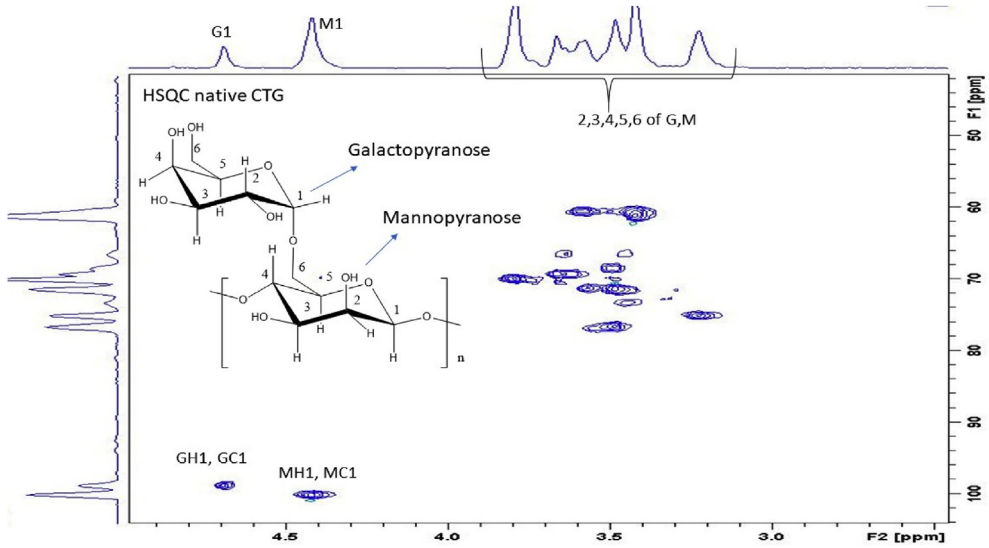 G1
M1
HSQC native CTG
2,3,4,5,6 of G,M
OH
OH
6
4
5
H
O
Galactopyranose
H
2
1
H
HO
3
H
OH
H
O
Mannopyranose
H
6
4
5
OH
O
O
3
2
1
O
HO
H
H
H
H
n
GH1, GC1
MH1, MC1
50
60
70
80
90
100
F1 [ppm]
4.5
4.0
3.5
3.0
F2 [ppm]